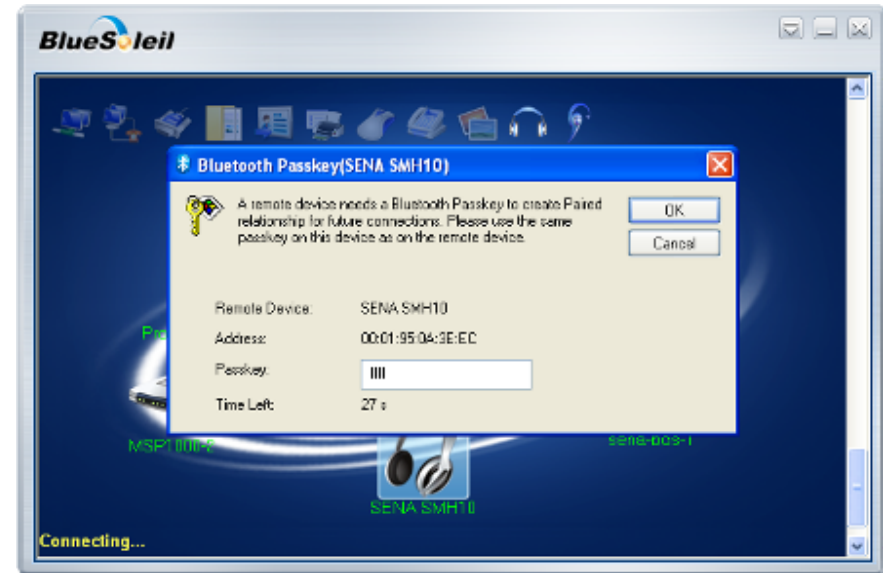 BlueSoleil
Bluetooth Passkey(SENA SMH10)
A remote device needs a Bluetooth Passkey to create Paired
relationship for future connections. Please use the same
passkey on this device as on the remote device.
OK
Cancel
Remote Device: SENA SMH10
Address: 00:01:95:0A:3E:EC
Passkey:
Time Left: 27 s
MSP1000-2
sena-bds-1
SENA SMH10
Connecting...